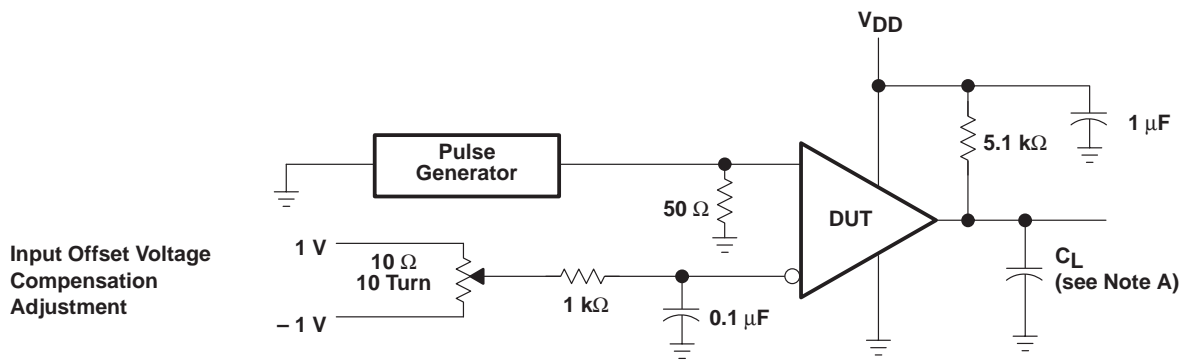 VDD
1 μF
5.1 kΩ
Pulse
Generator
50 Ω
DUT
Input Offset Voltage
Compensation
Adjustment
1 V
10 Ω
10 Turn
– 1 V
1 kΩ
0.1 μF
CL
(see Note A)